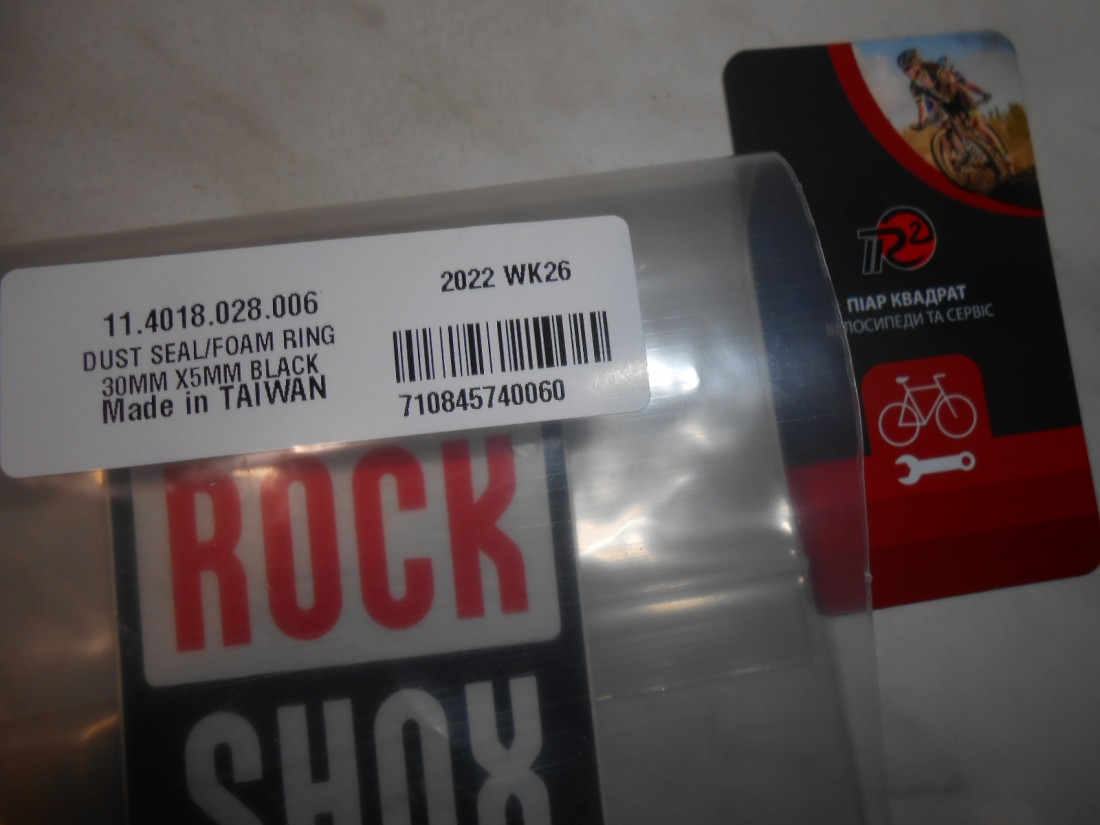 11.4018.028.006
2022 WK26
DUST SEAL/FOAM RING
30MM X5MM BLACK
Made in TAIWAN
710845740060
ROCK
SHOX
ПІАР КВАДРАТ
ВЕЛОСИПЕДИ ТА СЕРВІС